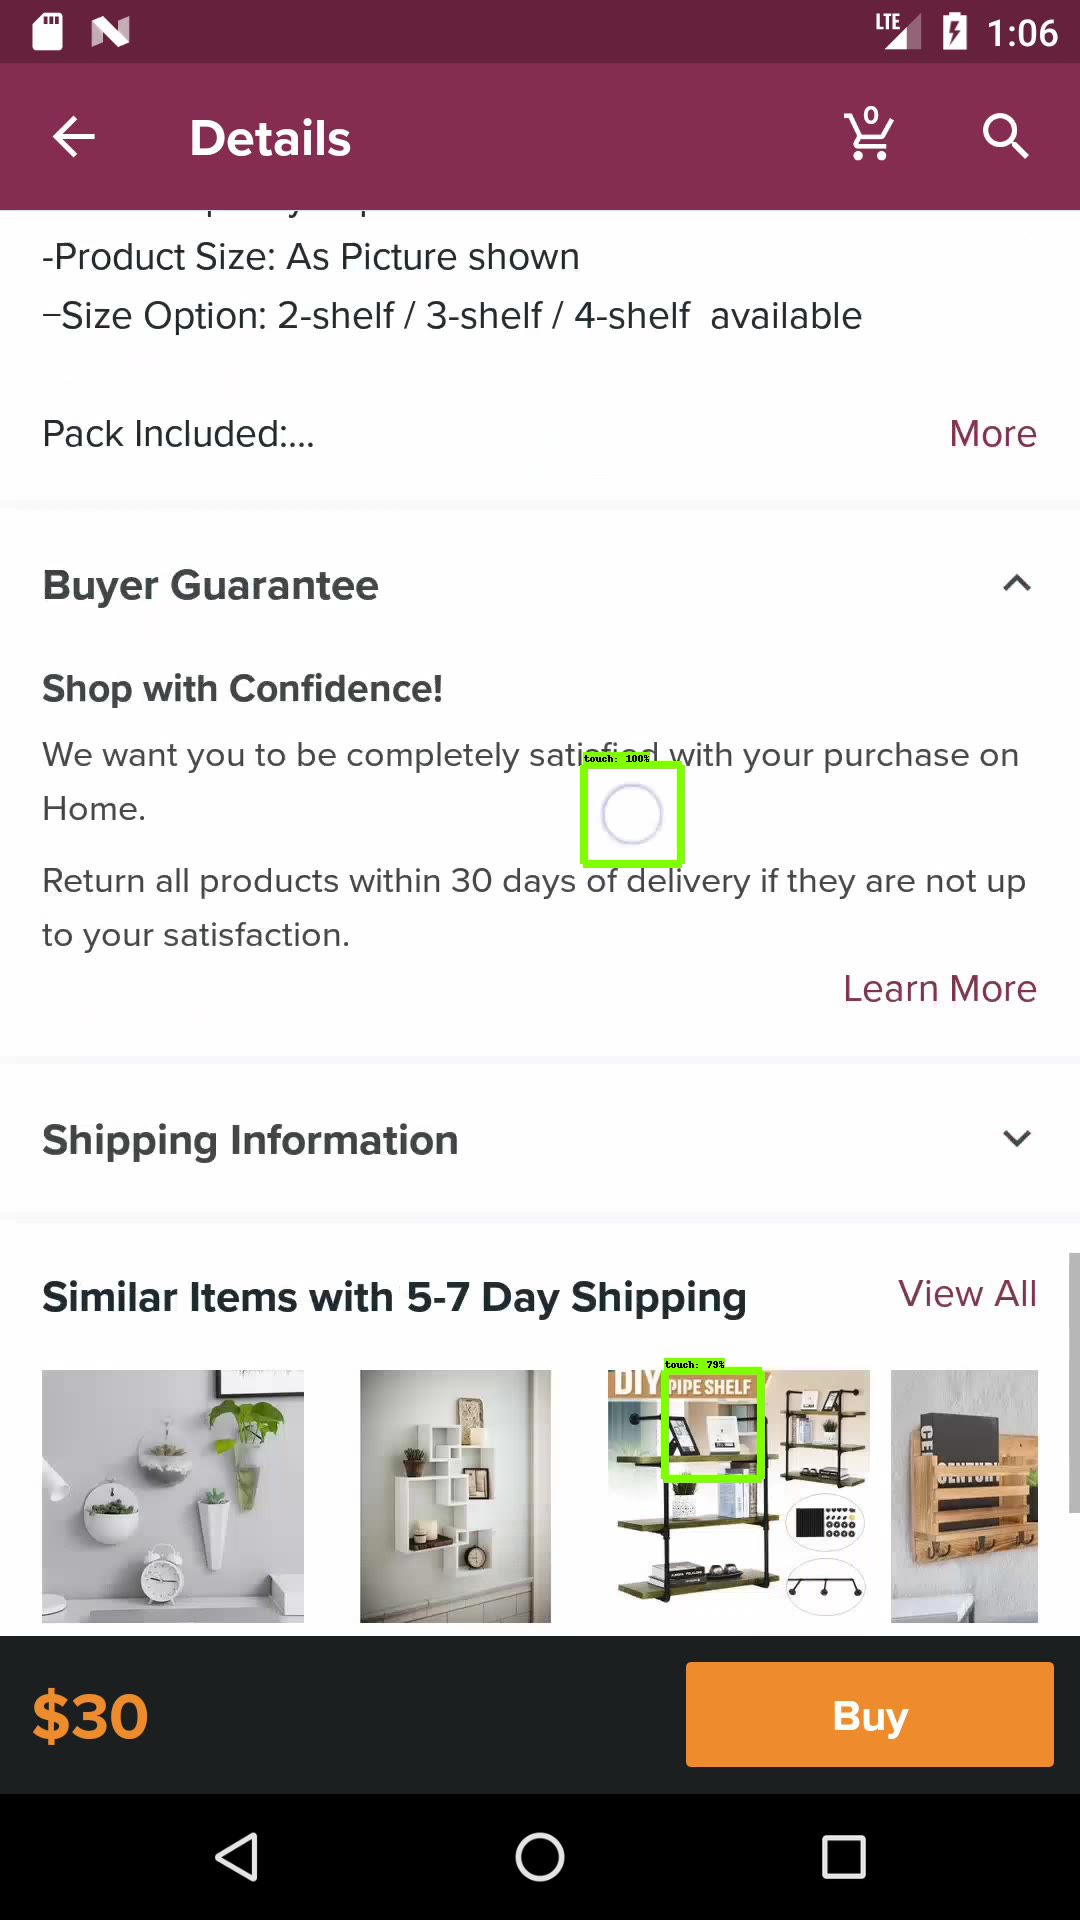 LTE 1:06
Details
0
-Product Size: As Picture shown
–Size Option: 2-shelf / 3-shelf / 4-shelf available
Pack Included:...
More
Buyer Guarantee
Shop with Confidence!
We want you to be completely satisfied with your purchase on
touch: 100%
Home.
Return all products within 30 days of delivery if they are not up
to your satisfaction.
Learn More
Shipping Information
Similar Items with 5-7 Day Shipping
View All
touch: 79%
DIY PIPE SHELF
CENTURY
$30
Buy